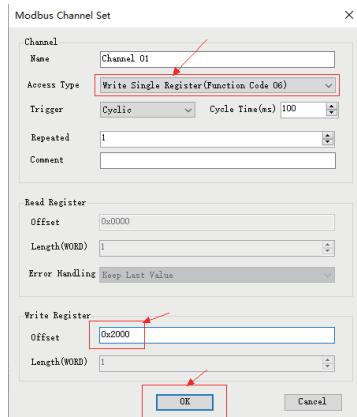 Modbus Channel Set
Channel
Name Channel 01
Access Type Write Single Register(Function Code 06)
Trigger Cyclic Cycle Time(ms) 100
Repeated 1
Comment
Read Register
Offset 0x0000
Length(WORD) 1
Error Handling Keep Last Value
Write Register
Offset 0x2000
Length(WORD) 1
OK Cancel